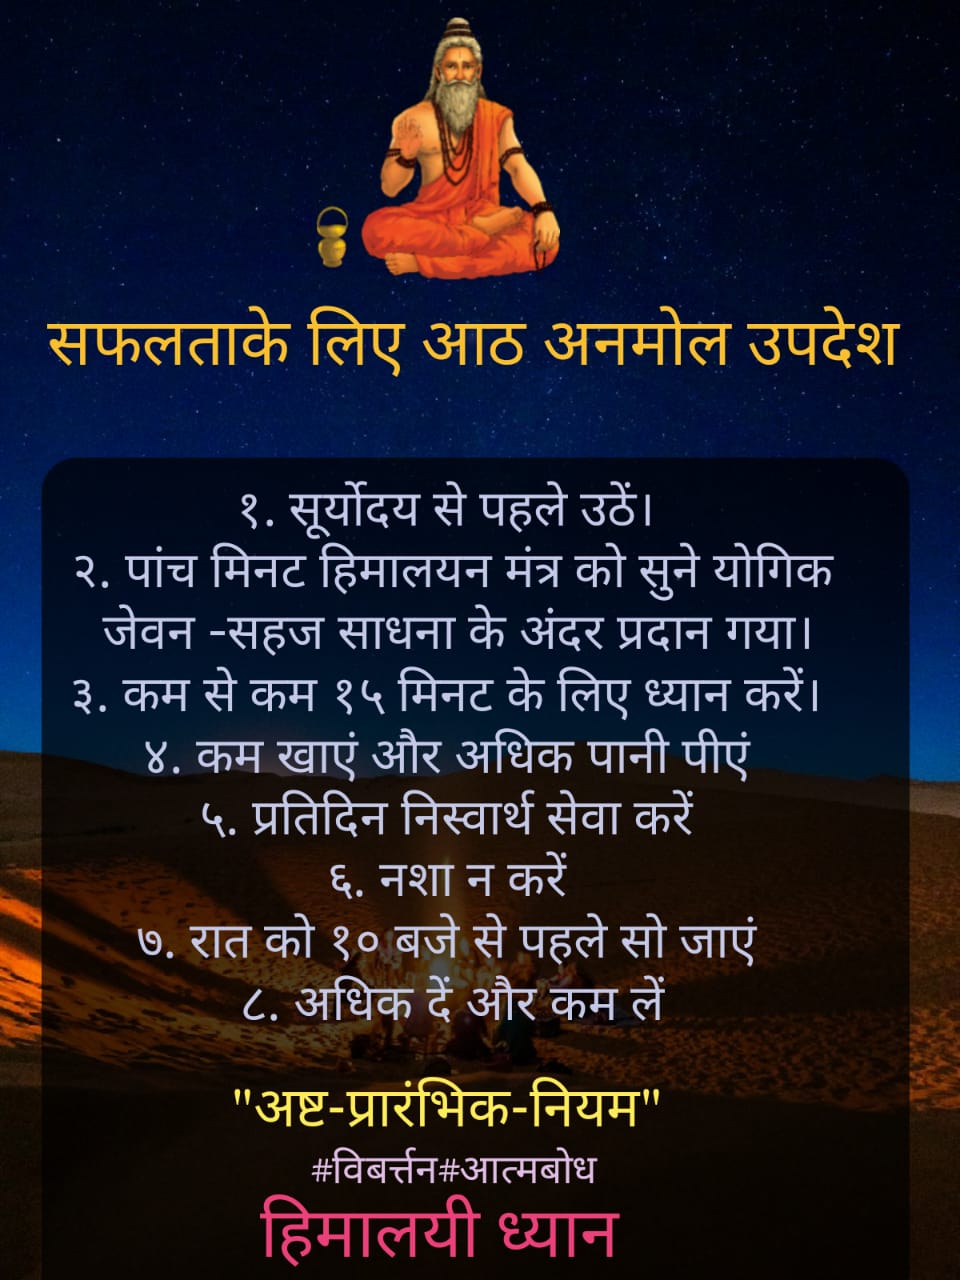 सफलताके लिए आठ अनमोल उपदेश
१. सूर्योदय से पहले उठें।
२. पांच मिनट हिमालयन मंत्र को सुने योगिक
जेवन -सहज साधना के अंदर प्रदान गया।
३. कम से कम १५ मिनट के लिए ध्यान करें।
४. कम खाएं और अधिक पानी पीएं
५. प्रतिदिन निस्वार्थ सेवा करें
६. नशा न करें
७. रात को १० बजे से पहले सो जाएं
८. अधिक दें और कम लें
"अष्ट-प्रारंभिक-नियम"
#विबर्त्तन#आत्मबोध
हिमालयी ध्यान